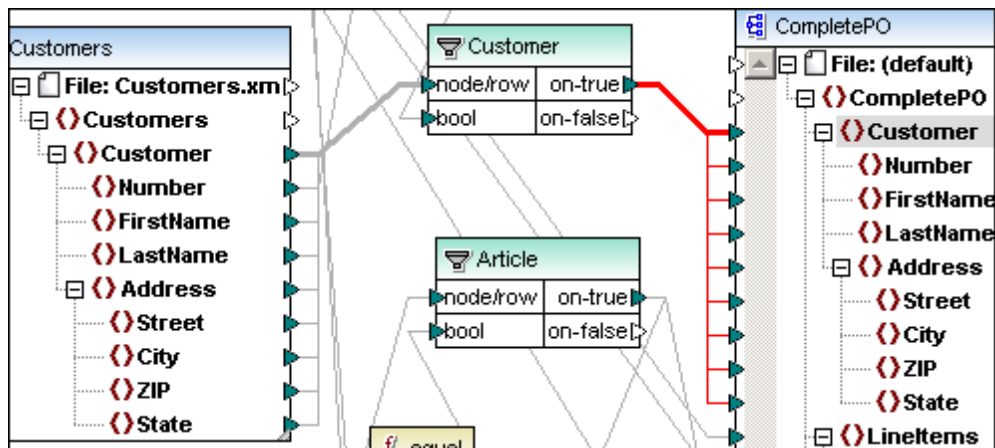 Customers
File: Customers.xm
Customers
Customer
Number
FirstName
LastName
Address
Street
City
ZIP
State
Customer
node/row on-true
bool on-false
Article
node/row on-true
bool on-false
equal
CompletePO
File: (default)
CompletePO
Customer
Number
FirstName
LastName
Address
Street
City
ZIP
State
LineItems